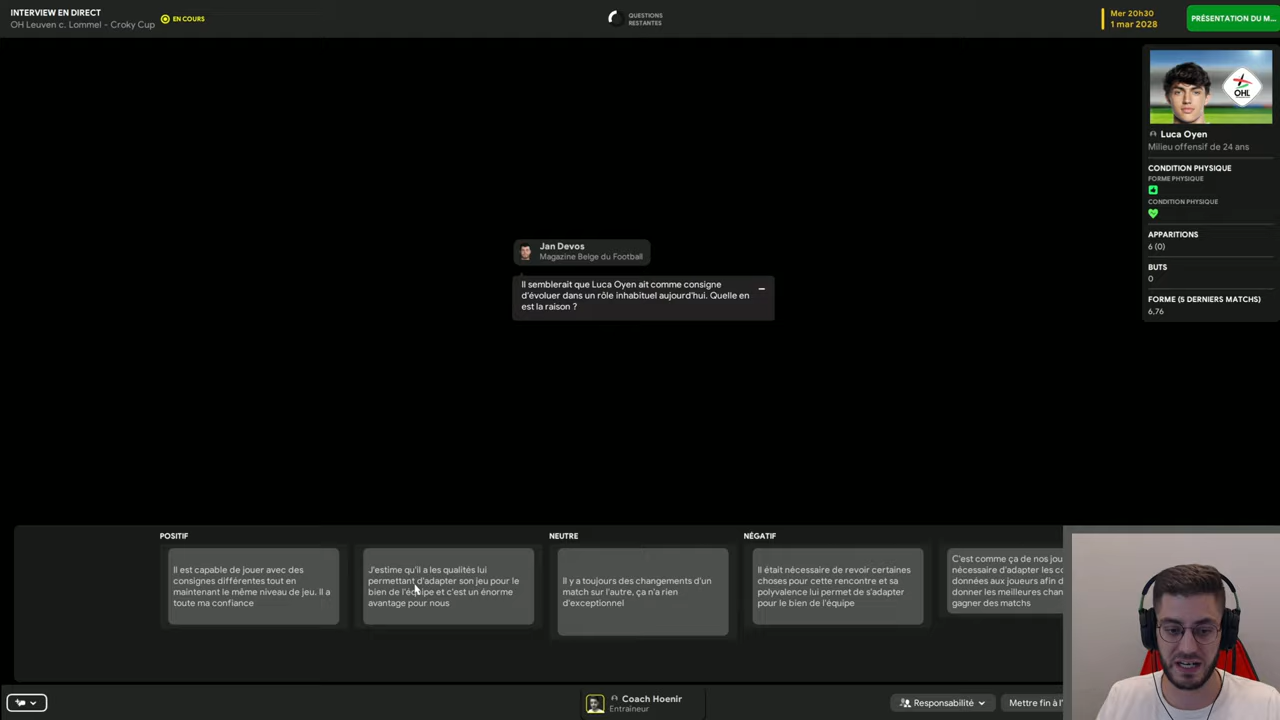 INTERVIEW EN DIRECT
OH Leuven c. Lommel - Croky Cup
EN COURS
QUESTIONS
RESTANTES
Mer 20h30
1 mar 2028
PRÉSENTATION DU M...
OHL
Luca Oyen
Milieu offensif de 24 ans
CONDITION PHYSIQUE
FORME PHYSIQUE
CONDITION PHYSIQUE
APPARITIONS
6 (0)
BUTS
0
FORME (5 DERNIERS MATCHS)
6,76
Jan Devos
Magazine Belge du Football
Il semblerait que Luca Oyen ait comme consigne
d'évoluer dans un rôle inhabituel aujourd'hui. Quelle en
est la raison ?
POSITIF
Il est capable de jouer avec des
consignes différentes tout en
maintenant le même niveau de jeu. Il a
toute ma confiance
J'estime qu'il a les qualités lui
permettant d'adapter son jeu pour le
bien de l'équipe et c'est un énorme
avantage pour nous
NEUTRE
Il y a toujours des changements d'un
match sur l'autre, ça n'a rien
d'exceptionnel
NÉGATIF
Il était nécessaire de revoir certaines
choses pour cette rencontre et sa
polyvalence lui permet de s'adapter
pour le bien de l'équipe
C'est comme ça de nos jou
nécessaire d'adapter les co
données aux joueurs afin d
donner les meilleures chan
gagner des matchs
Coach Hoenir
Entraîneur
Responsabilité
Mettre fin à l'